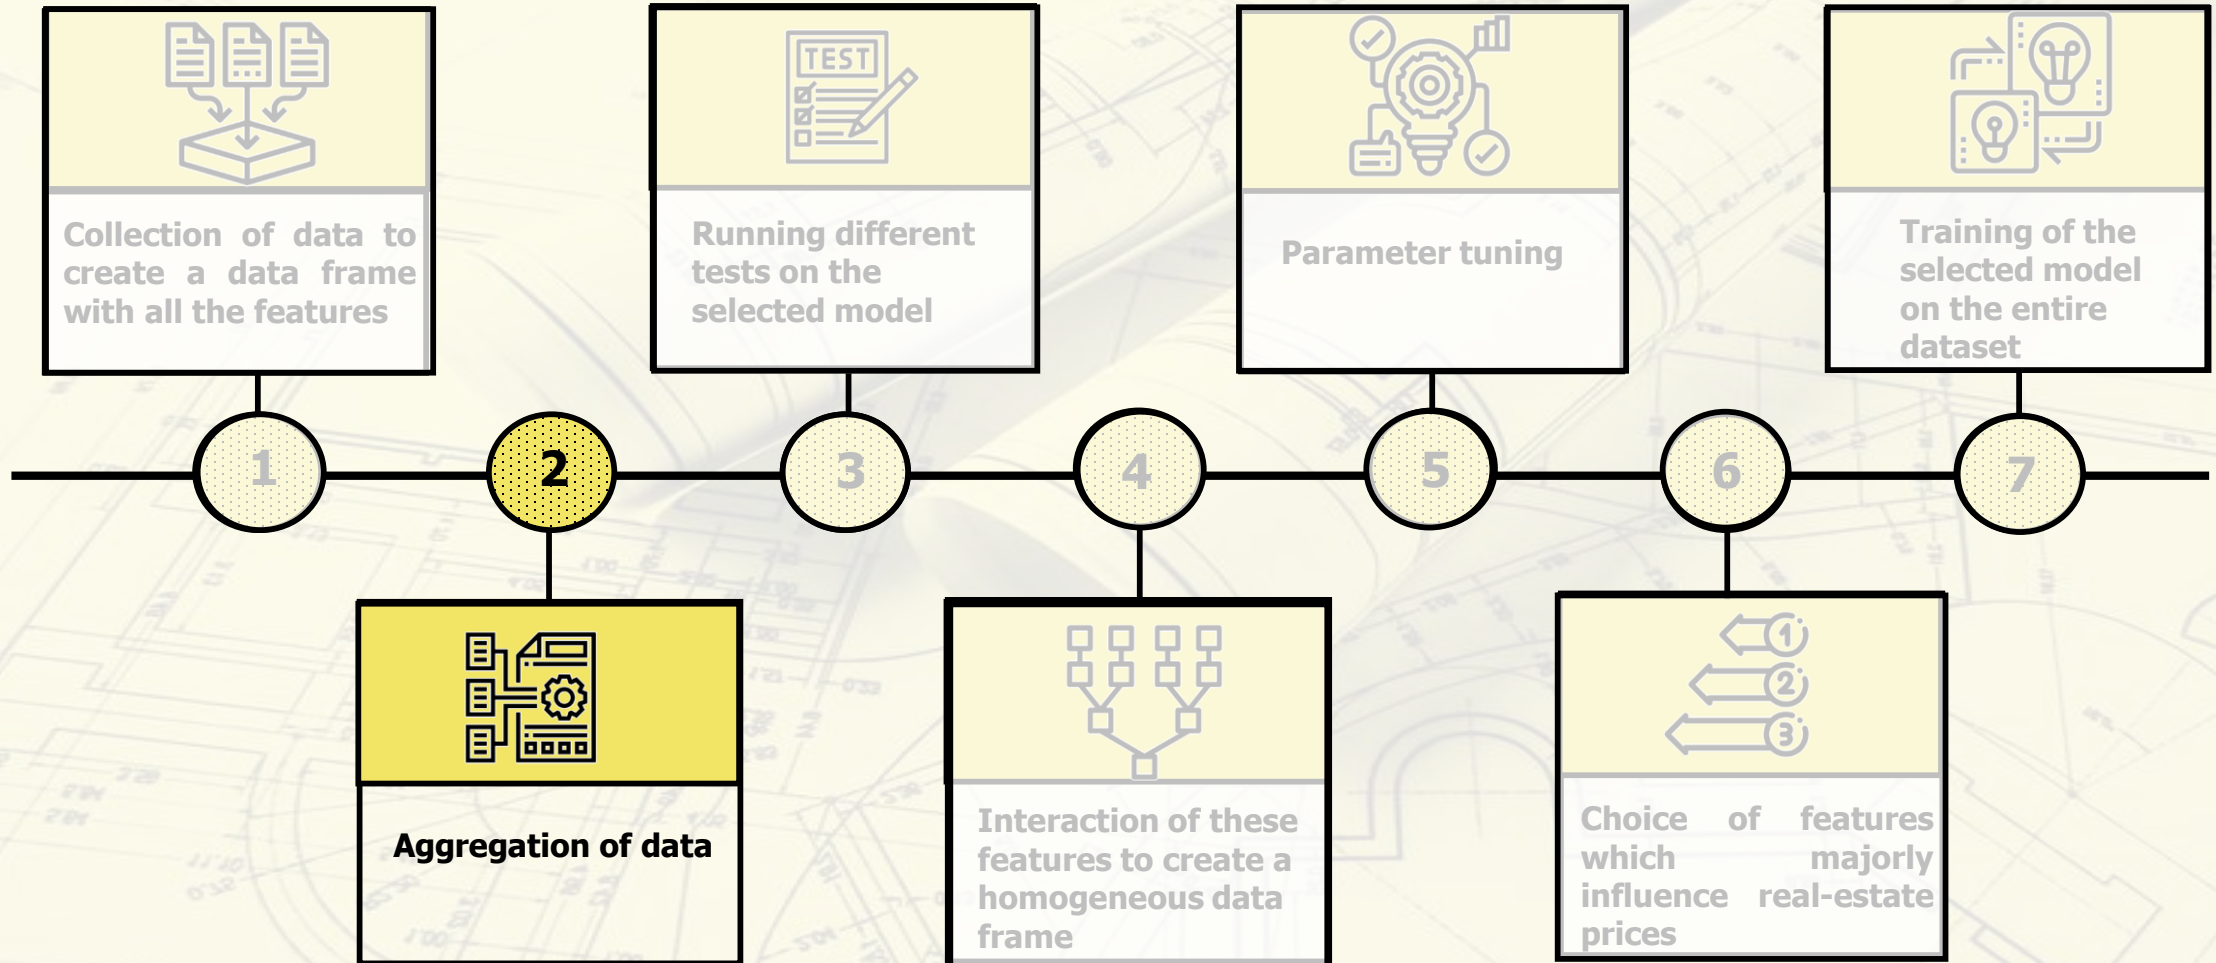 TEST
Collection of data to
create a data frame
with all the features
Running different
tests on the
selected model
Parameter tuning
Training of the
selected model
on the entire
dataset
1
2
3
4
5
6
7
Aggregation of data
Interaction of these
features to create a
homogeneous data
frame
1
2
3
Choice of features
which majorly
influence real-estate
prices